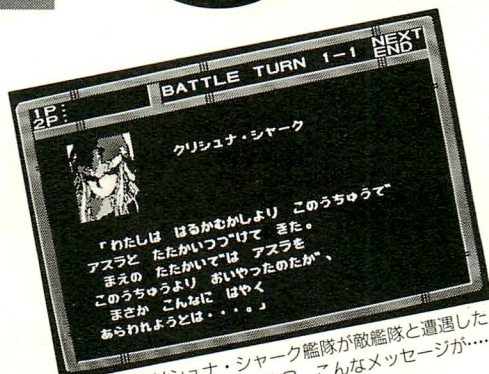 BATTLE TURN 1-1
NEXT
END
1P:
2P:
クリシュナ・シャーク
「わたしは はるかむかしより このうちゅうで
アスラと たたかいつづけて きた。
まえの たたかいでは アスラを
このうちゅうより おいやったのたが、
まさか こんなに はやく
あらわれようとは・・・。」
リシュナ・シャーク艦隊が敵艦隊と遭遇した
こんなメッセージが‥‥